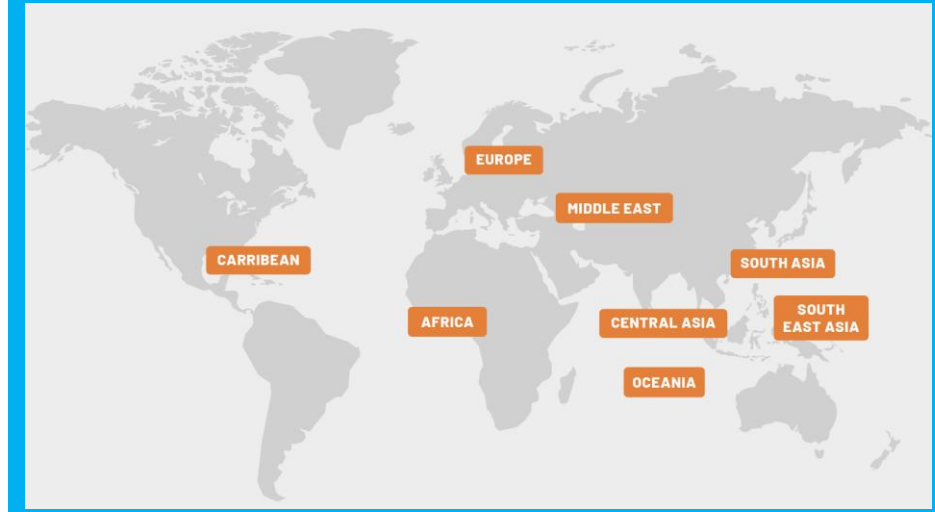 EUROPE
MIDDLE EAST
CARRIBEAN
SOUTH ASIA
AFRICA
CENTRAL ASIA
SOUTH
EAST ASIA
OCEANIA